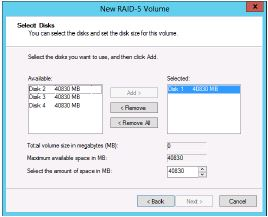 New RAID-5 Volume
X
Select Disks
You can select the disks and set the disk size for this volume.
Select the disks you want to use, and then click Add.
Available:
Selected:
Disk 2 40830 MB
Disk 3 40830 MB
Disk 4 40830 MB
Add >
< Remove
< Remove All
Disk 1 40830 MB
Total volume size in megabytes (MB): 0
Maximum available space in MB: 40830
Select the amount of space in MB: 40830
< Back
Next >
Cancel